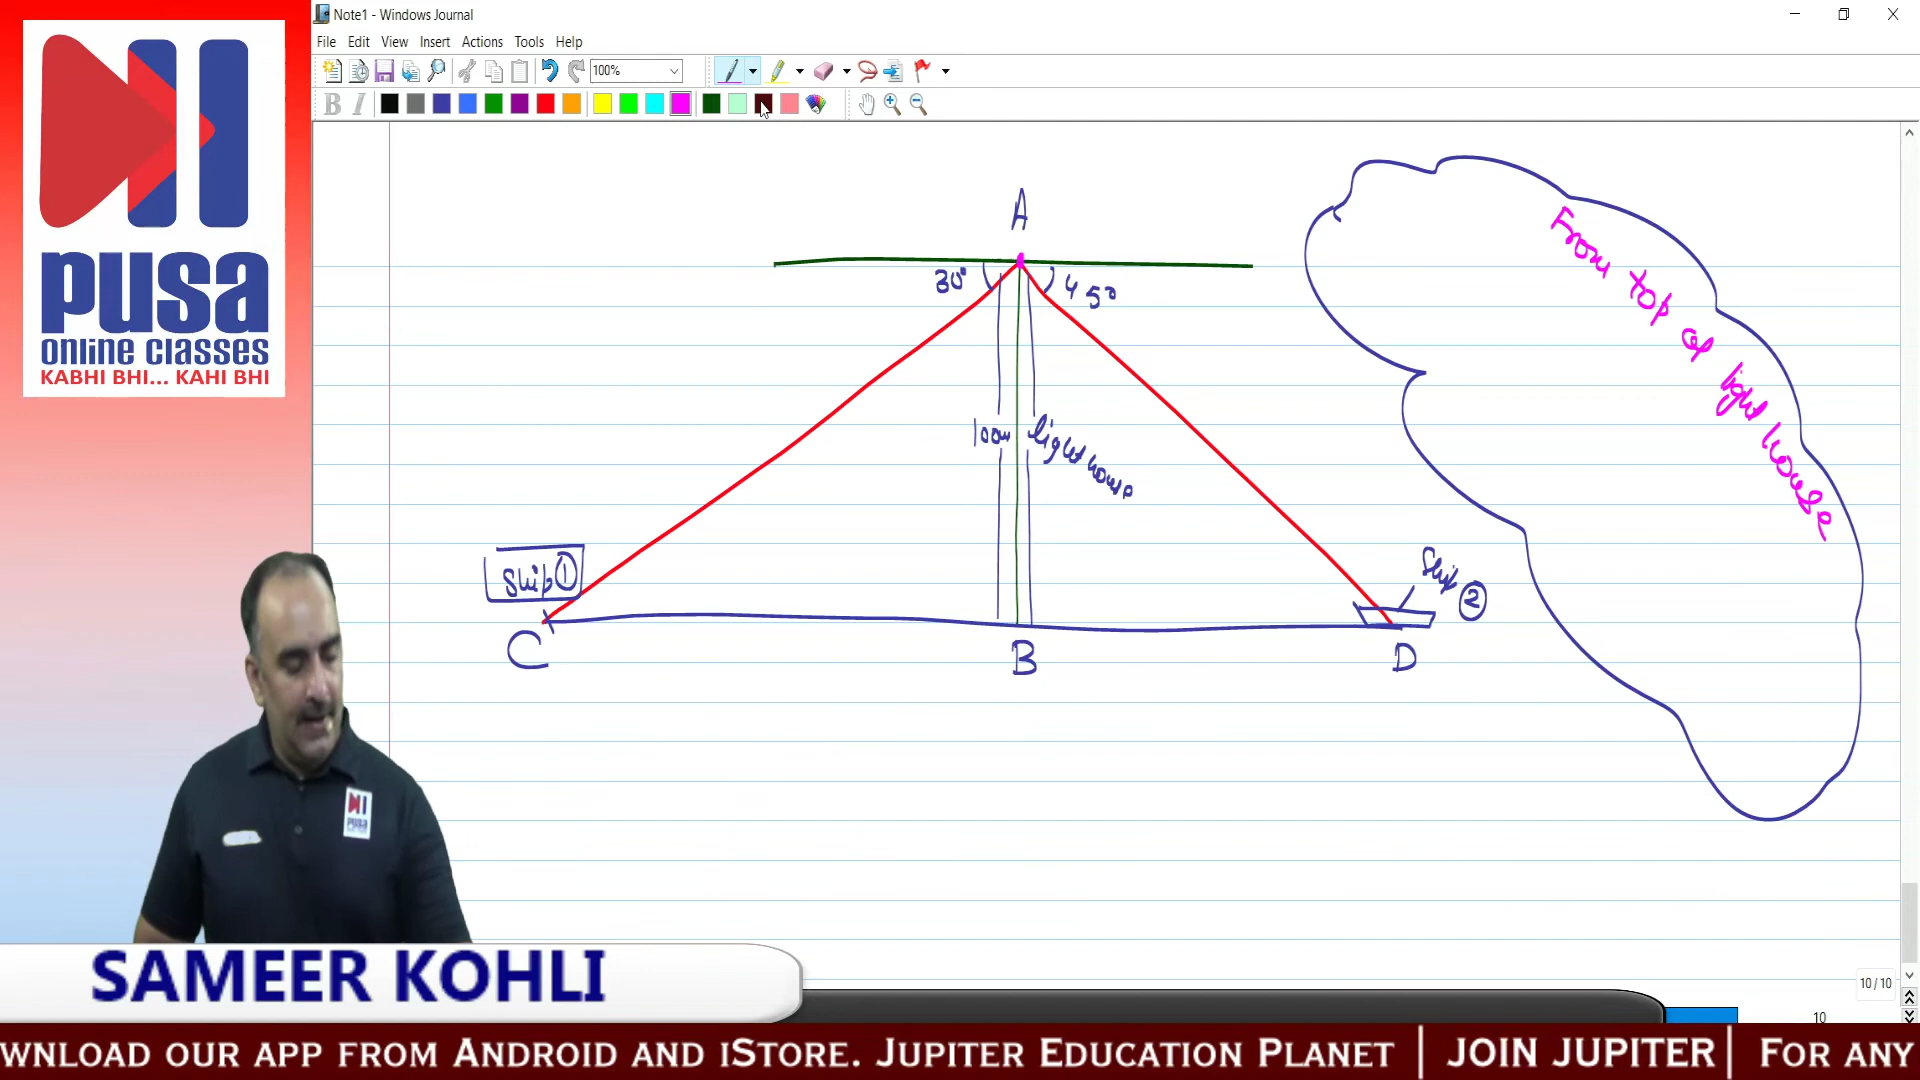 Note1 - Windows Journal
File Edit View Insert Actions Tools Help
100%
B I
PUSA
online classes
KABHI BHI... KAHI BHI
A
30°
45°
100m
light house
Ship ①
Ship ②
C
B
D
From top of light house
PUSA
SAMEER KOHLI
10 / 10
10
WNLOAD OUR APP FROM ANDROID AND ISTORE. JUPITER EDUCATION PLANET | JOIN JUPITER | FOR ANY